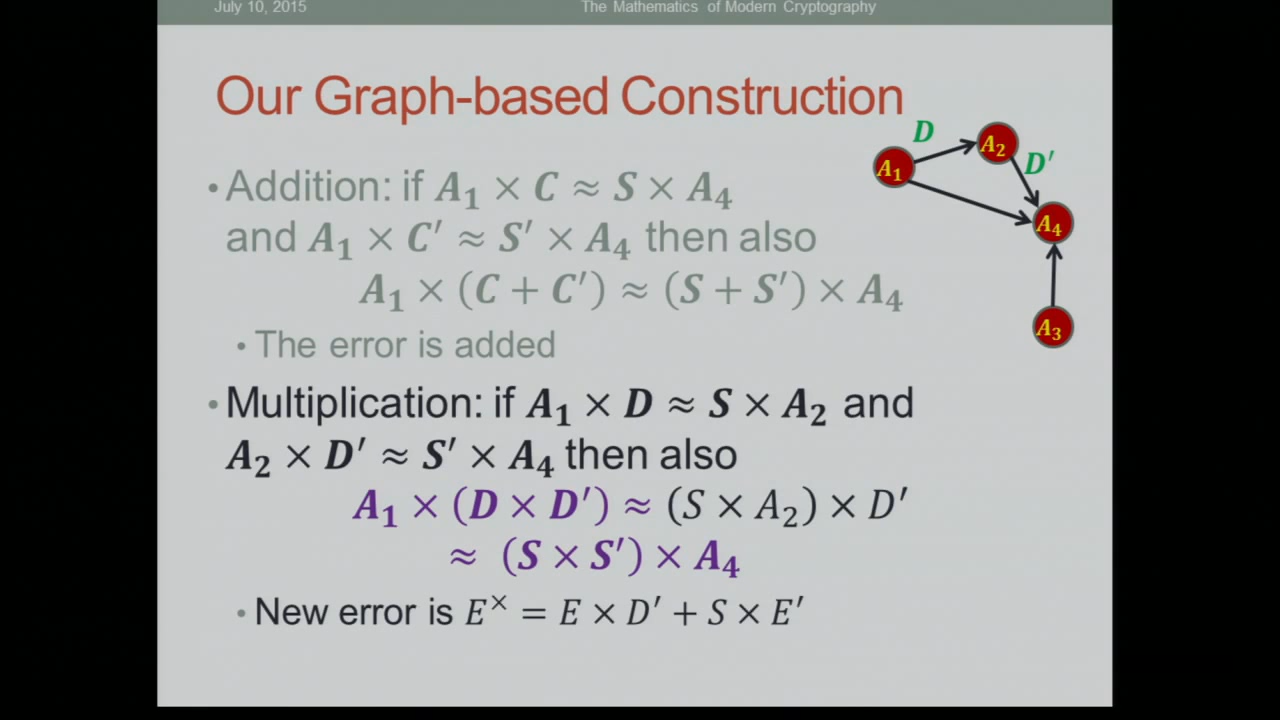 July 10, 2015 The Mathematics of Modern Cryptography
Our Graph-based Construction
• Addition: if A₁ × C ≈ S × A₄
and A₁ × C′ ≈ S′ × A₄ then also
A₁ × (C + C′) ≈ (S + S′) × A₄
• The error is added
• Multiplication: if A₁ × D ≈ S × A₂ and
A₂ × D′ ≈ S′ × A₄ then also
A₁ × (D × D′) ≈ (S × A₂) × D′
≈ (S × S′) × A₄
• New error is E^× = E × D′ + S × E′
D
A₂
D′
A₁
A₄
A₃